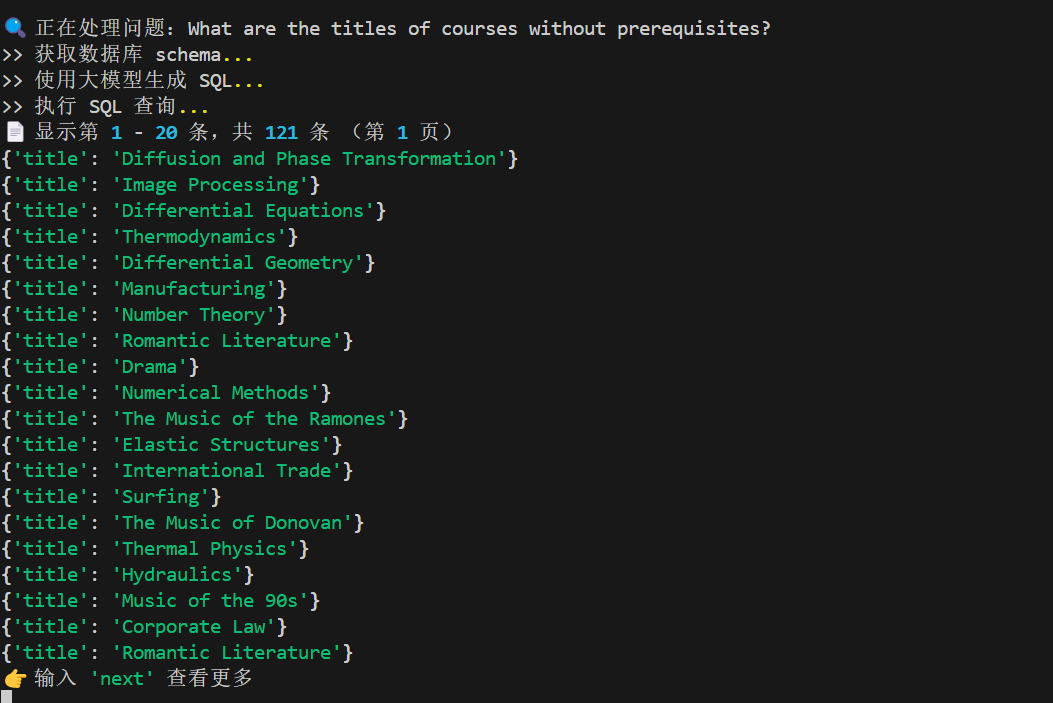 正在处理问题：What are the titles of courses without prerequisites?
>> 获取数据库 schema...
>> 使用大模型生成 SQL...
>> 执行 SQL 查询...
显示第 1 - 20 条，共 121 条 （第 1 页）
{'title': 'Diffusion and Phase Transformation'}
{'title': 'Image Processing'}
{'title': 'Differential Equations'}
{'title': 'Thermodynamics'}
{'title': 'Differential Geometry'}
{'title': 'Manufacturing'}
{'title': 'Number Theory'}
{'title': 'Romantic Literature'}
{'title': 'Drama'}
{'title': 'Numerical Methods'}
{'title': 'The Music of the Ramones'}
{'title': 'Elastic Structures'}
{'title': 'International Trade'}
{'title': 'Surfing'}
{'title': 'The Music of Donovan'}
{'title': 'Thermal Physics'}
{'title': 'Hydraulics'}
{'title': 'Music of the 90s'}
{'title': 'Corporate Law'}
{'title': 'Romantic Literature'}
输入 'next' 查看更多